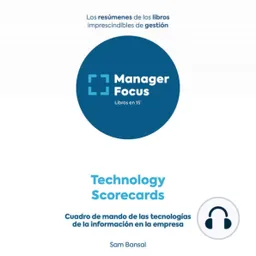 Los resúmenes de los libros
imprescindibles de gestión
Manager
Focus
Libros en 15'
Technology
Scorecards
Cuadro de mando de las tecnologías
de la información en la empresa
Sam Bansal